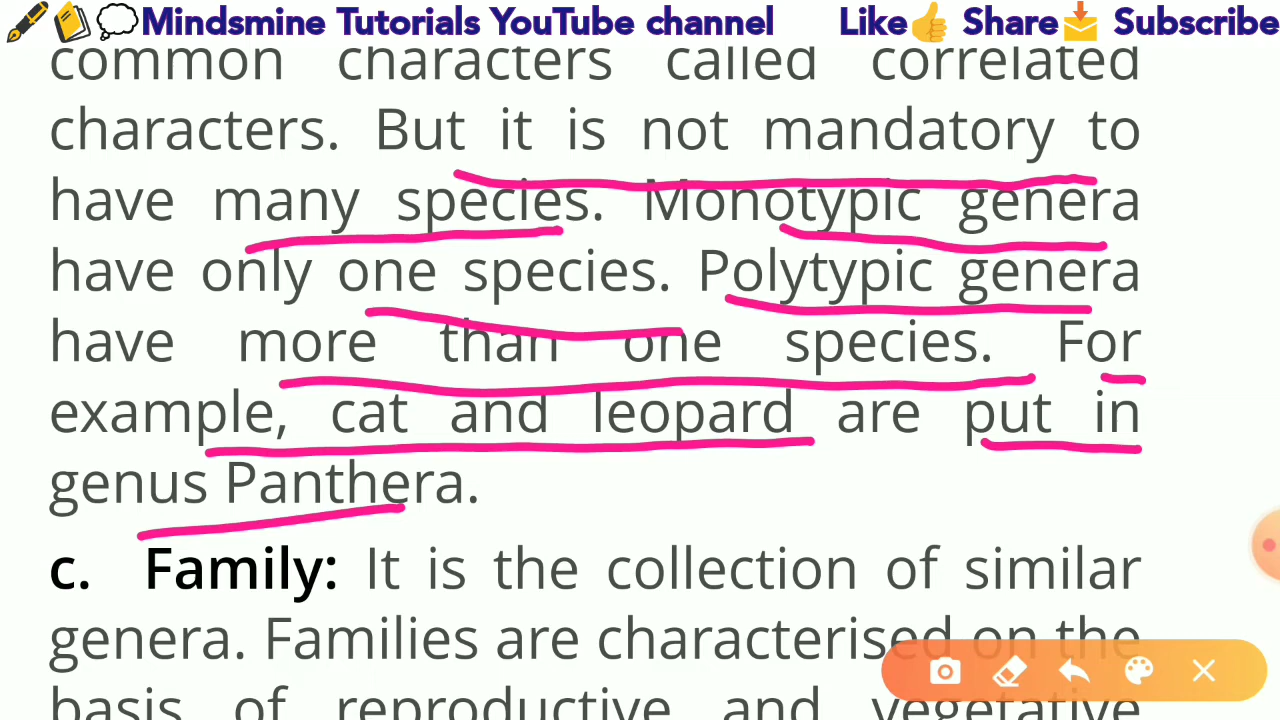 Mindsmine Tutorials YouTube channel Like Share Subscribe
common characters called correlated
characters. But it is not mandatory to
have many species. Monotypic genera
have only one species. Polytypic genera
have more than one species. For
example, cat and leopard are put in
genus Panthera.
c. Family: It is the collection of similar
genera. Families are characterised on the
basis of reproductive and vegetative